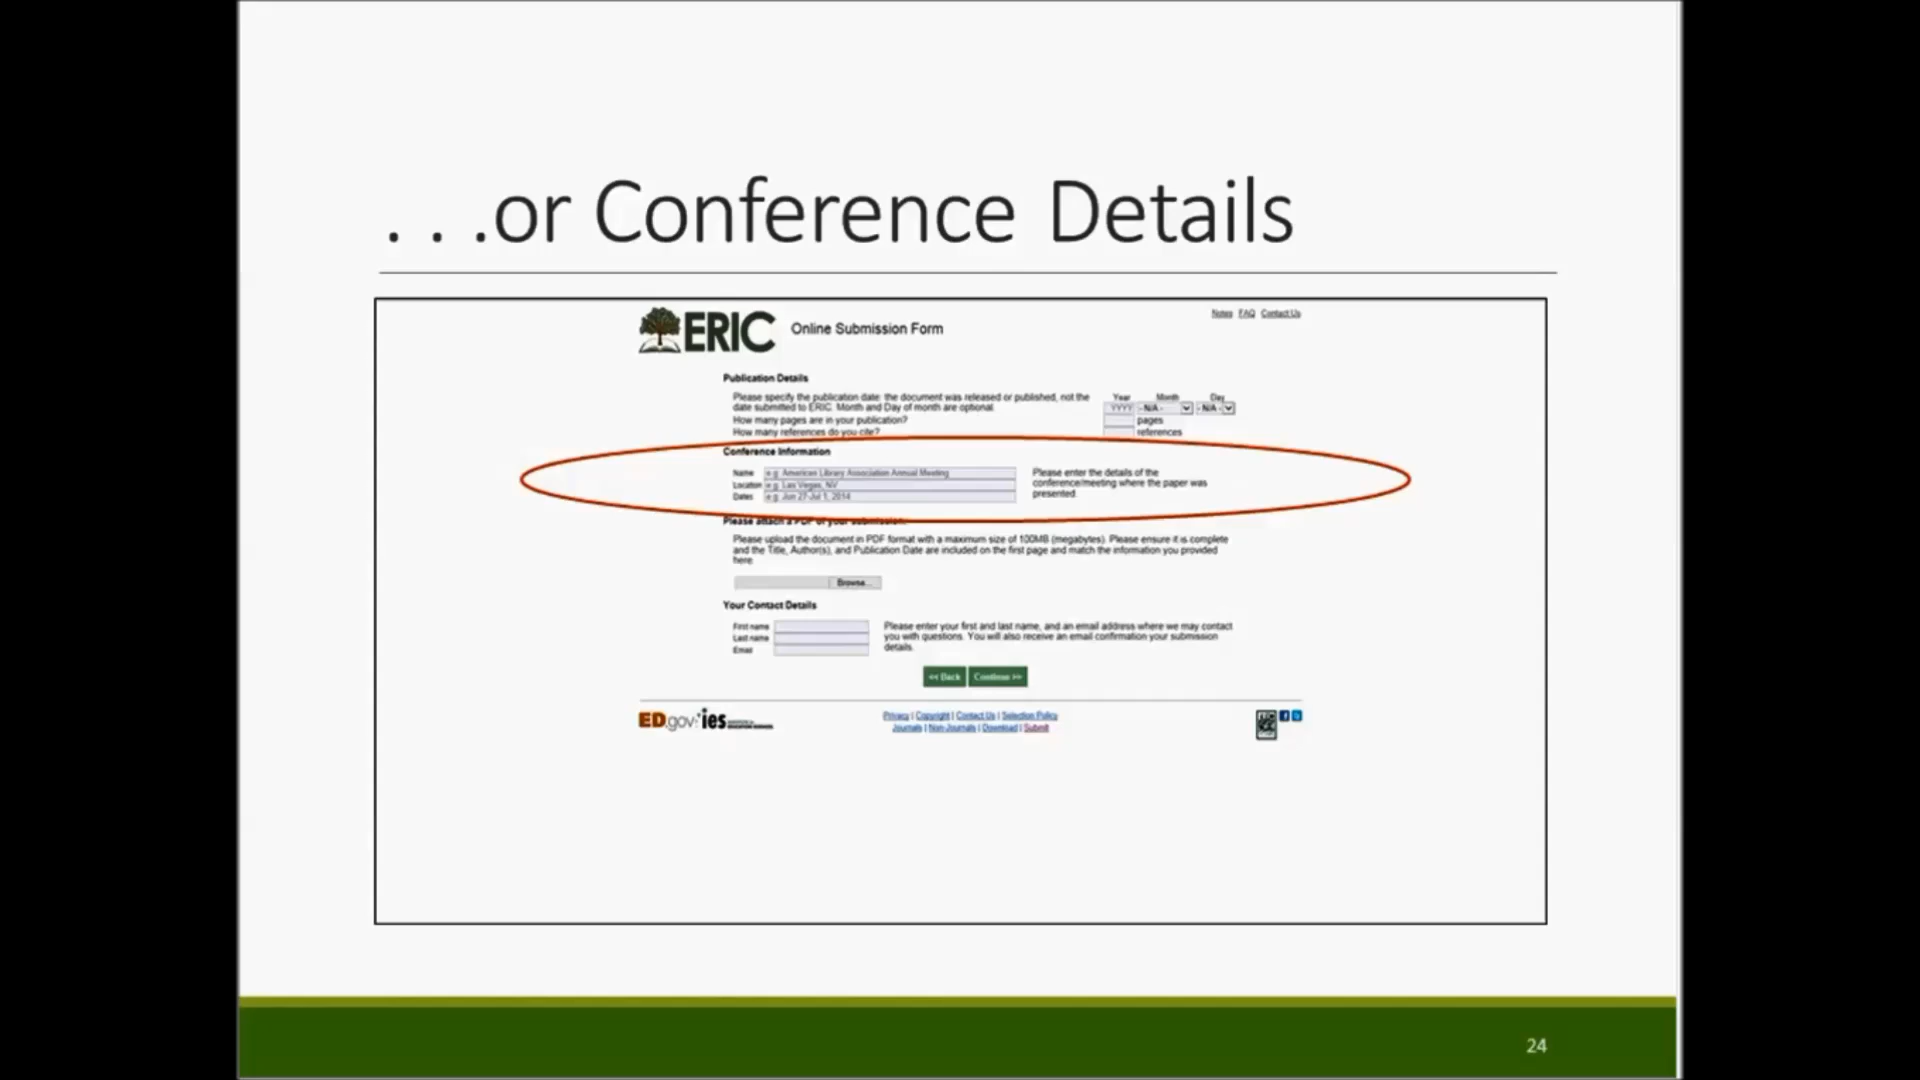 . . .or Conference Details
ERIC
Online Submission Form
Notes FAQ Contact Us
Publication Details
Please specify the publication date: the document was released or published, not the
date submitted to ERIC. Month and Day of month are optional.
Year Month Day
YYYY - N/A - - N/A -
How many pages are in your publication?
pages
How many references do you cite?
references
Conference Information
Name e.g. American Library Association Annual Meeting
Location e.g. Las Vegas, NV
Dates e.g. Jun 27-Jul 1, 2014
Please enter the details of the
conference/meeting where the paper was
presented.
Please attach a PDF of your submission.
Please upload the document in PDF format with a maximum size of 100MB (megabytes). Please ensure it is complete
and the Title, Author(s), and Publication Date are included on the first page and match the information you provided
here.
Browse...
Your Contact Details
First name
Last name
Email
Please enter your first and last name, and an email address where we may contact
you with questions. You will also receive an email confirmation your submission
details.
<< Back Continue >>
ED.gov ies
Privacy | Copyright | Contact Us | Selection Policy
Journals | Non-Journals | Download | Submit
24